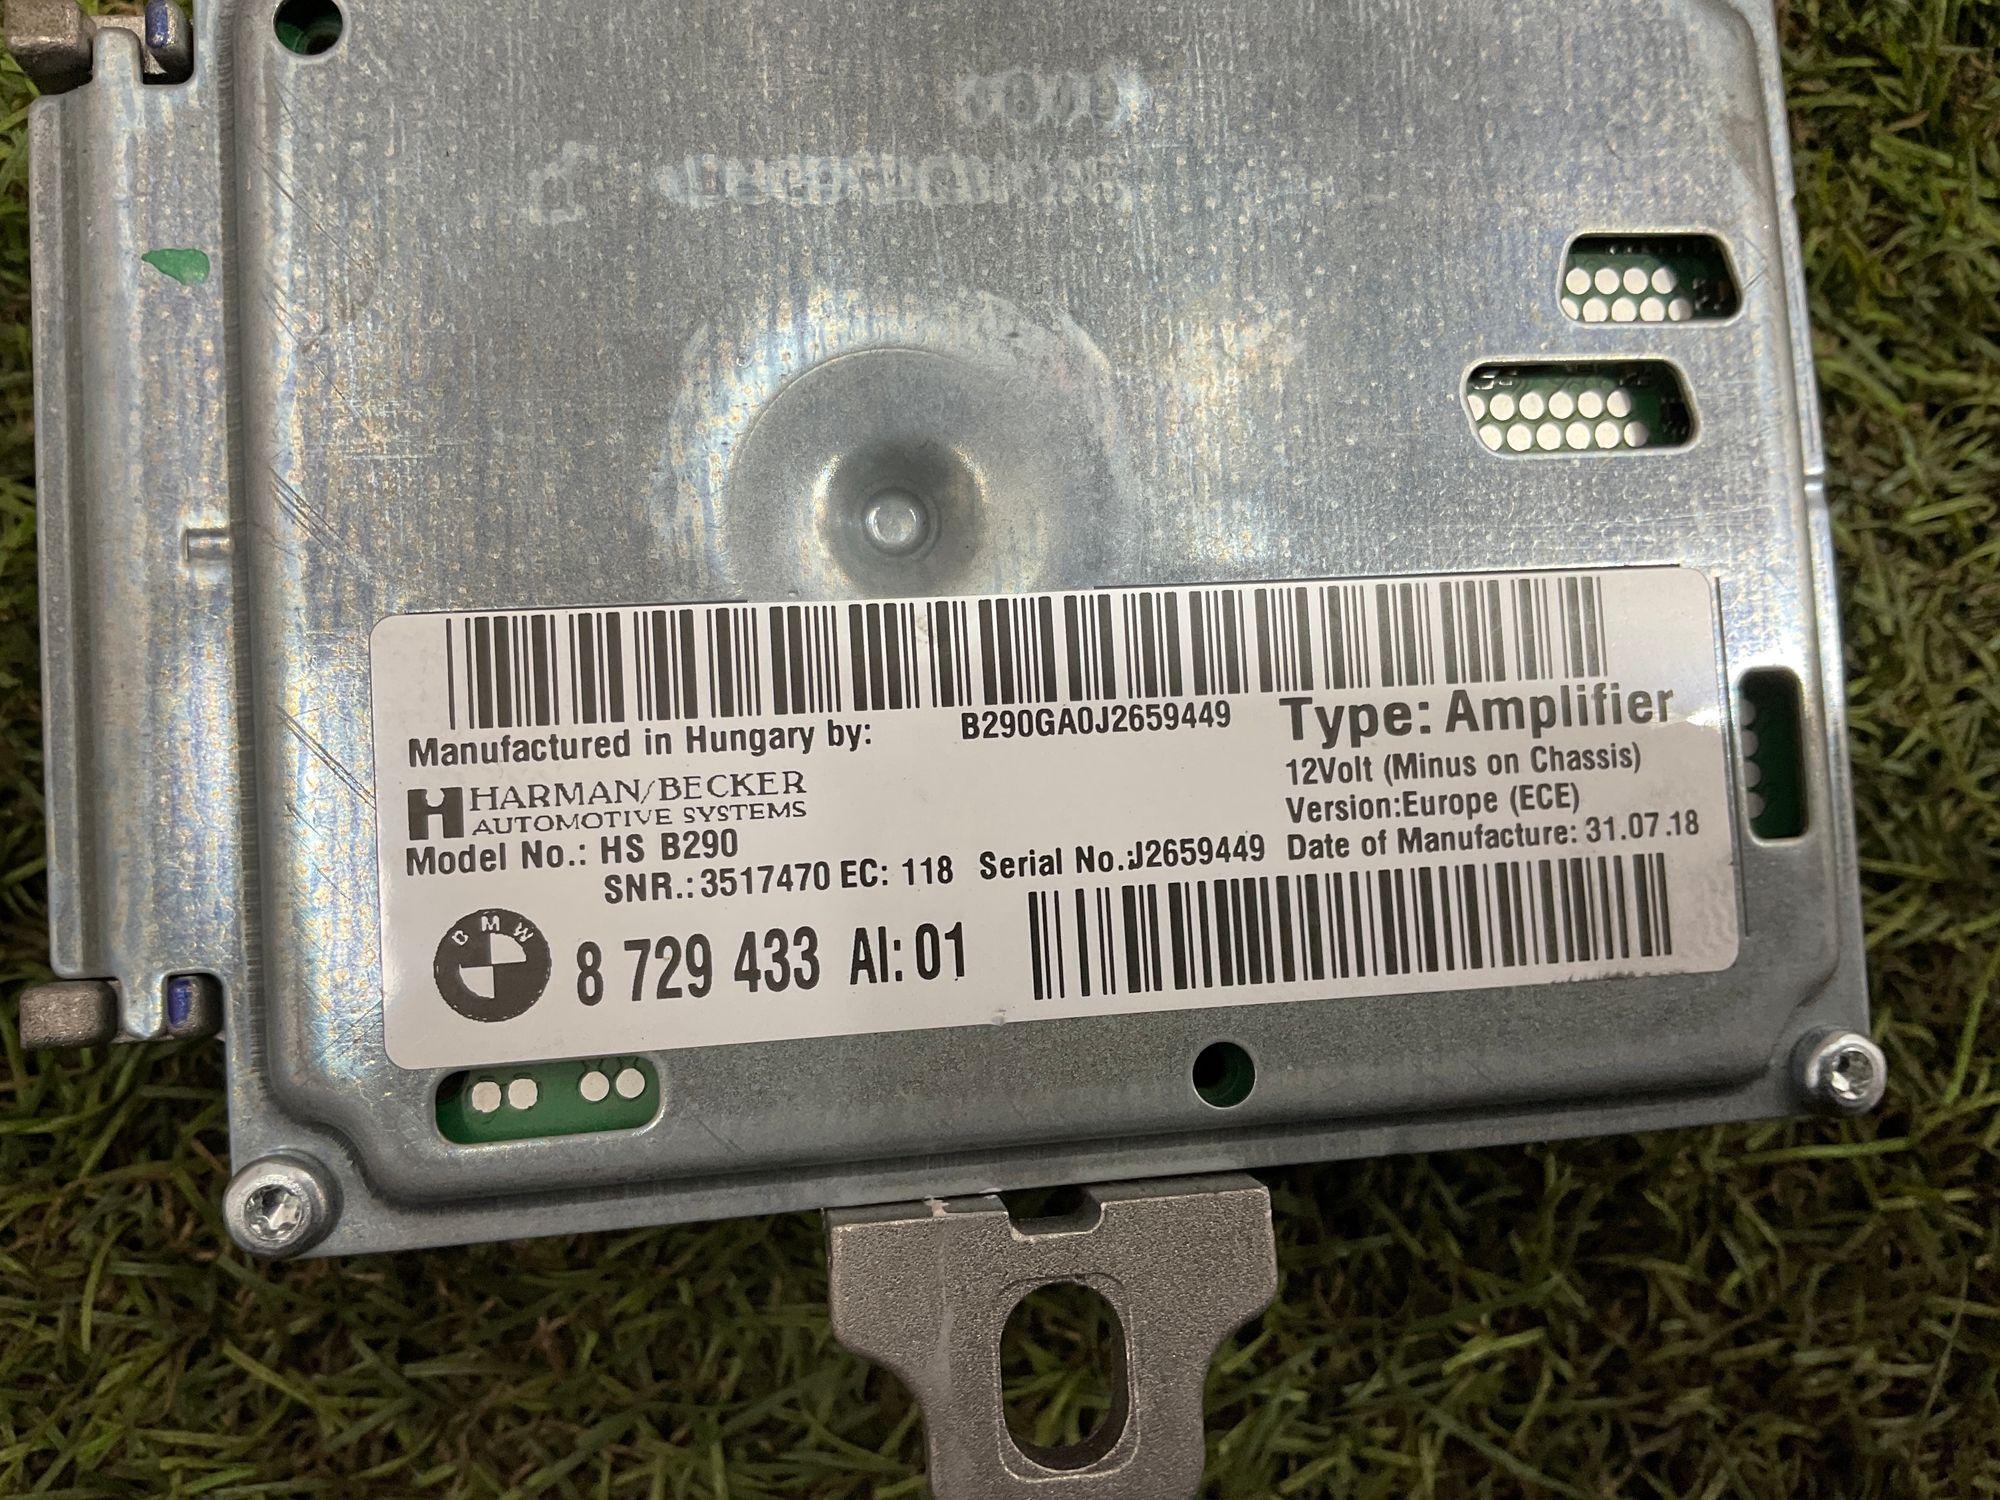 Manufactured in Hungary by:
B290GA0J2659449
Type: Amplifier
12Volt (Minus on Chassis)
Version:Europe (ECE)
H HARMAN/BECKER
AUTOMOTIVE SYSTEMS
Model No.: HS B290
SNR.:3517470 EC: 118
Serial No.:J2659449
Date of Manufacture: 31.07.18
BMW
8 729 433 AI:01